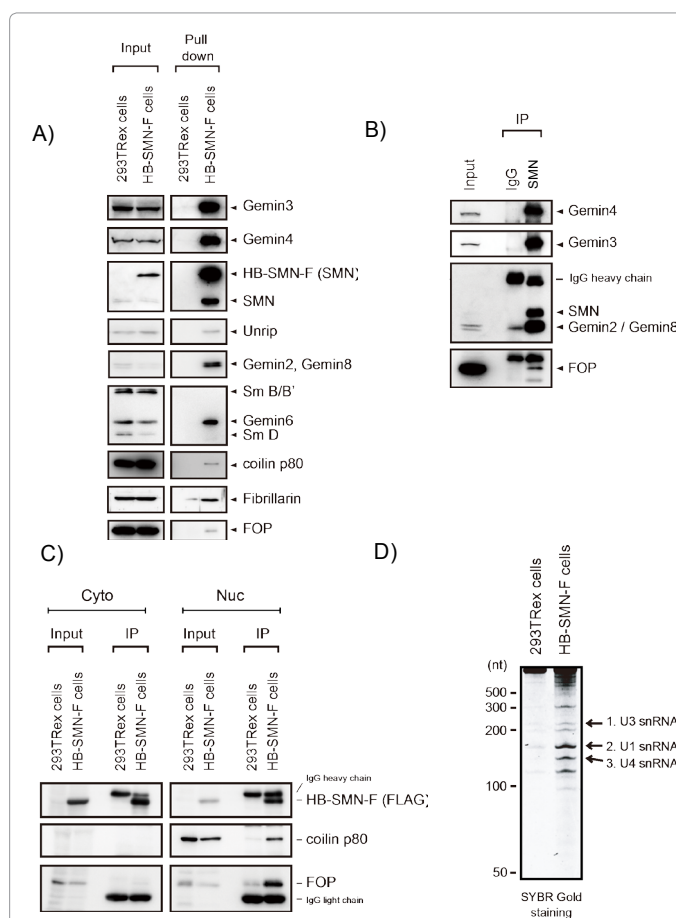 A)
Input
Pull
down
293TRex cells
HB-SMN-F cells
293TRex cells
HB-SMN-F cells
Gemin3
Gemin4
HB-SMN-F (SMN)
SMN
Unrip
Gemin2, Gemin8
Sm B/B'
Gemin6
Sm D
coilin p80
Fibrillarin
FOP
B)
IP
Input
IgG
SMN
Gemin4
Gemin3
IgG heavy chain
SMN
Gemin2 / Gemin8
FOP
C)
Cyto
Nuc
Input
IP
Input
IP
293TRex cells
HB-SMN-F cells
293TRex cells
HB-SMN-F cells
293TRex cells
HB-SMN-F cells
293TRex cells
HB-SMN-F cells
IgG heavy chain
HB-SMN-F (FLAG)
coilin p80
FOP
IgG light chain
D)
293TRex cells
HB-SMN-F cells
(nt)
500
300
200
100
50
1. U3 snRNA
2. U1 snRNA
3. U4 snRNA
SYBR Gold
staining